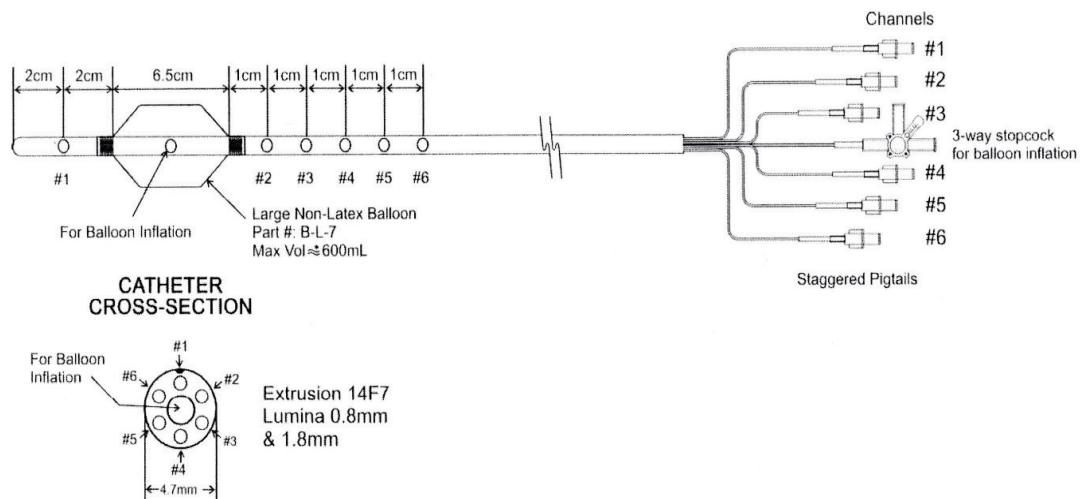 Channels
#1
#2
#3
3-way stopcock
for balloon inflation
#4
#5
#6
Staggered Pigtails
2cm 2cm 6.5cm 1cm 1cm 1cm 1cm 1cm
#1 #2 #3 #4 #5 #6
For Balloon Inflation
Large Non-Latex Balloon
Part #: B-L-7
Max Vol≈600mL
CATHETER
CROSS-SECTION
For Balloon
Inflation
#1
#6 #2
#5 #3
#4
4.7mm
Extrusion 14F7
Lumina 0.8mm
& 1.8mm